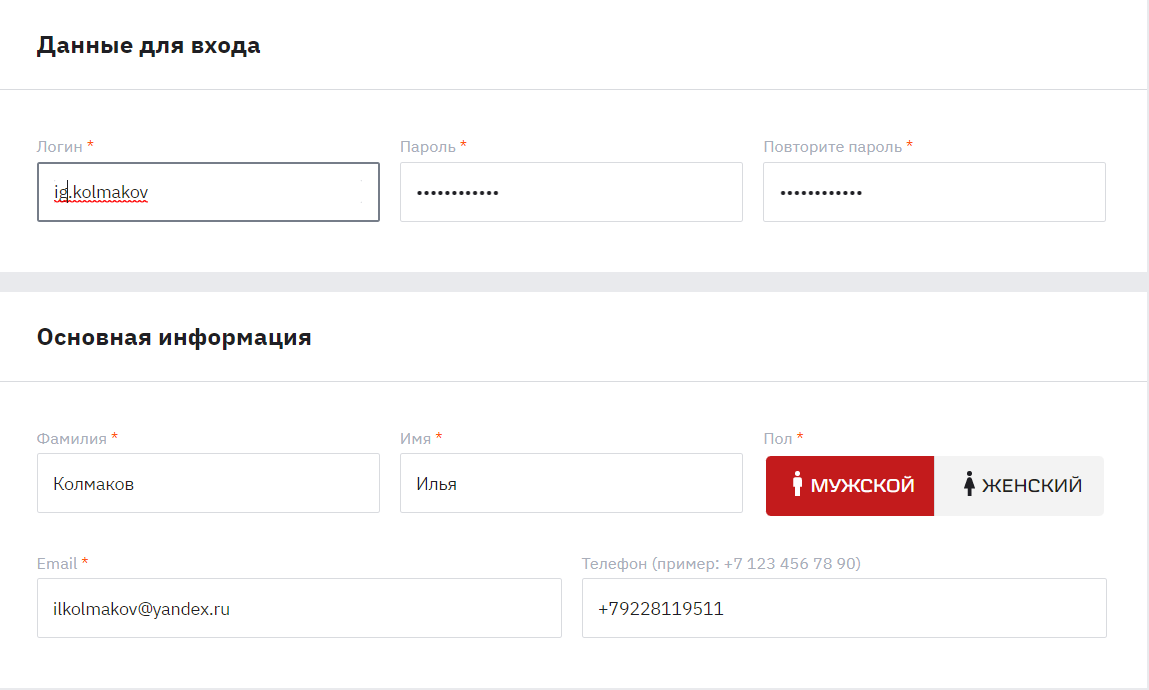 Данные для входа
Логин * Пароль * Повторите пароль *
ig.kolmakov •••••••••••• ••••••••••••
Основная информация
Фамилия * Имя * Пол *
Колмаков Илья МУЖСКОЙ ЖЕНСКИЙ
Email * Телефон (пример: +7 123 456 78 90)
ilkolmakov@yandex.ru +79228119511